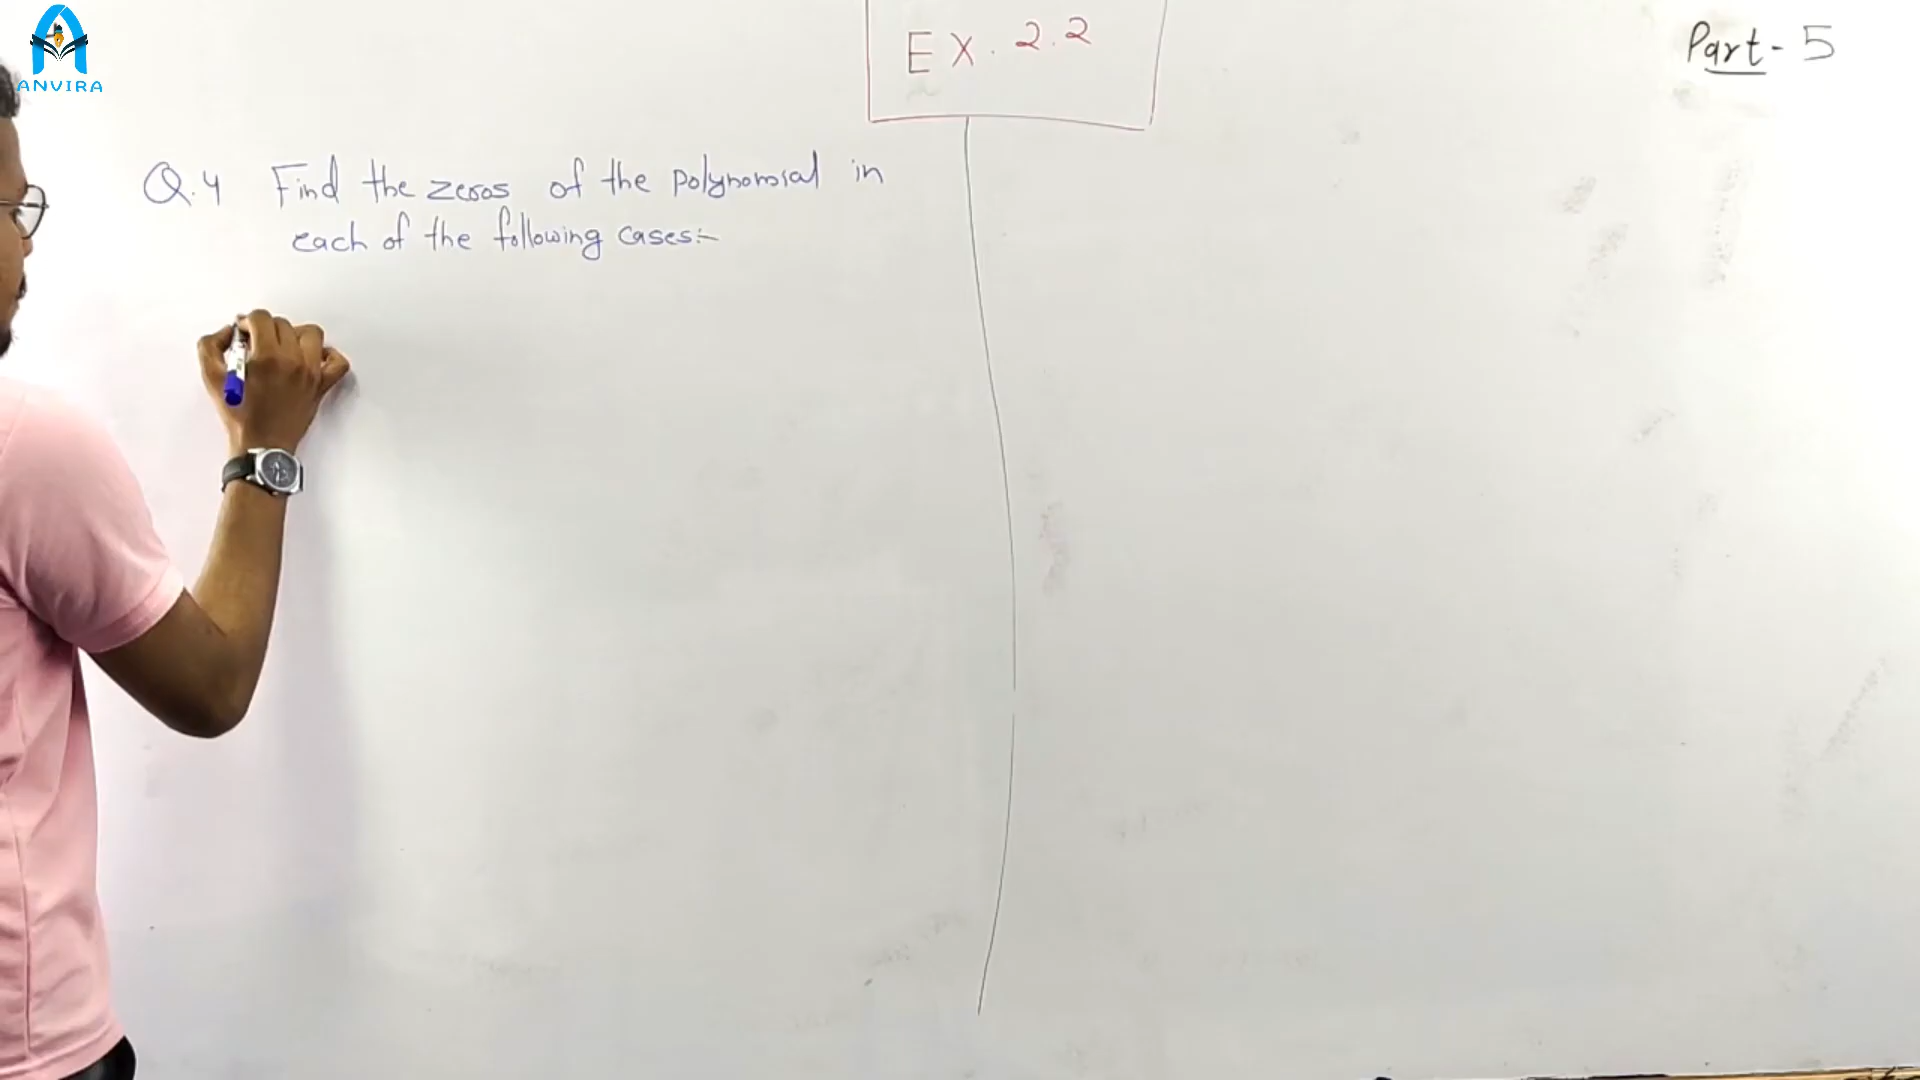 ANVIRA
EX. 2.2
Part - 5
Q.4 Find the zeros of the polynomial in
each of the following cases:-